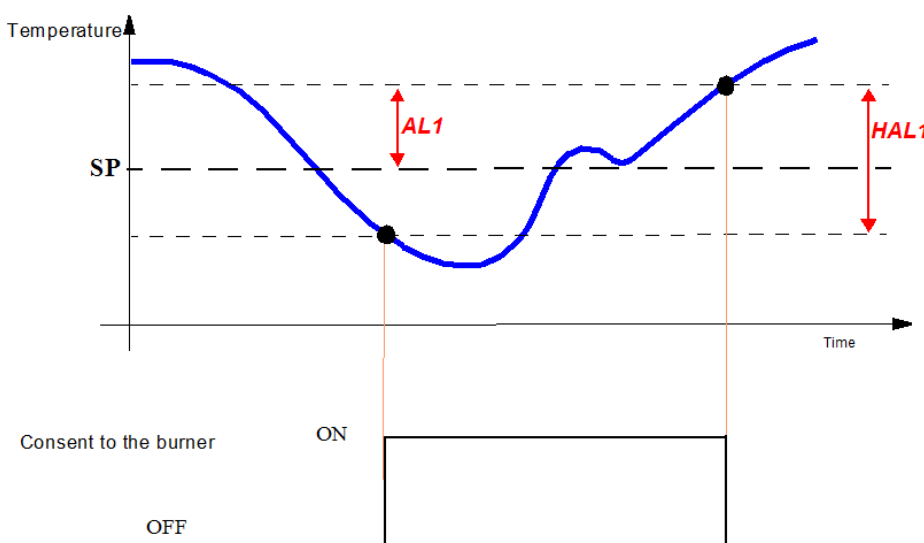 Temperature
AL1
HAL1
SP
Time
Consent to the burner
ON
OFF